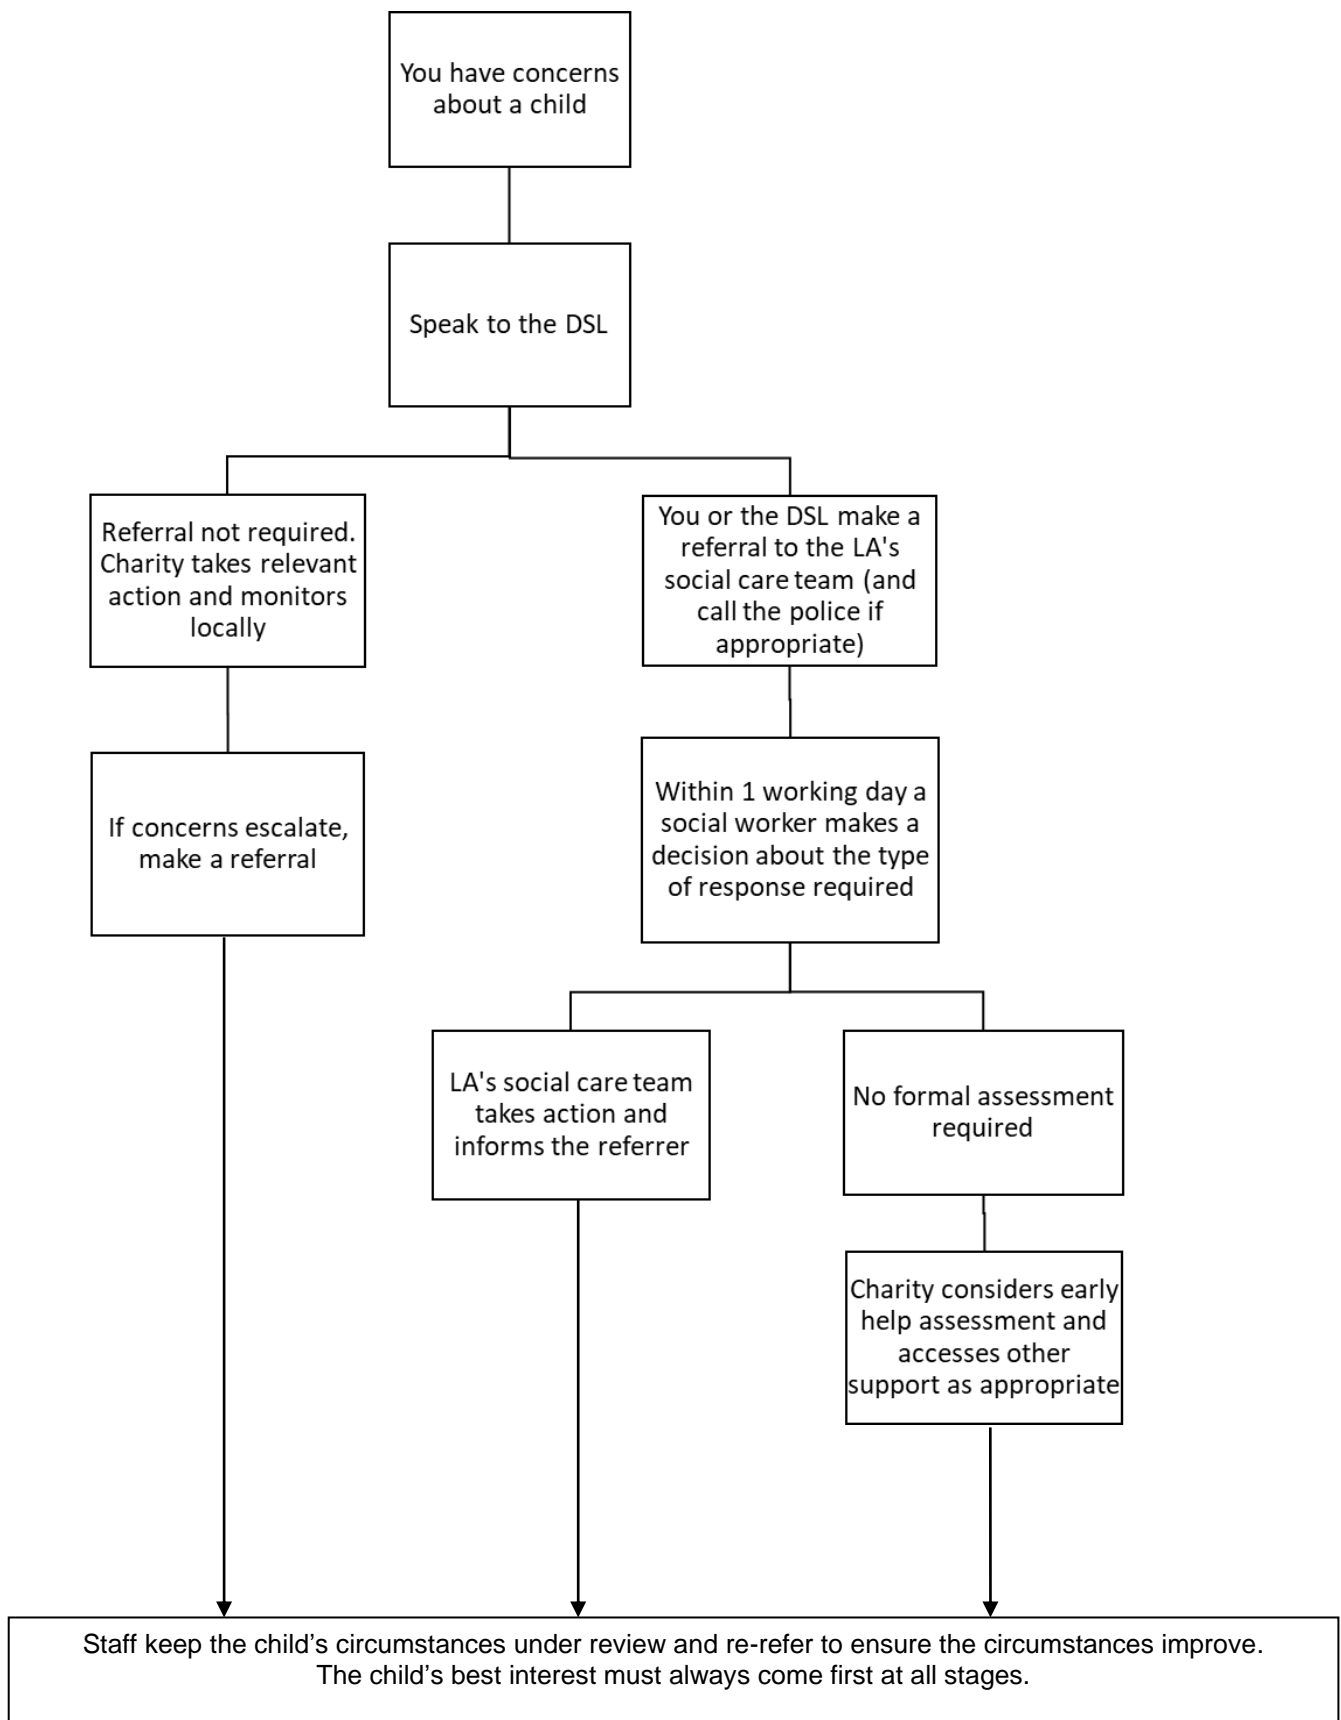 You have concerns
about a child
Speak to the DSL
Referral not required.
Charity takes relevant
action and monitors
locally
You or the DSL make a
referral to the LA's
social care team (and
call the police if
appropriate)
If concerns escalate,
make a referral
Within 1 working day a
social worker makes a
decision about the type
of response required
LA's social care team
takes action and
informs the referrer
No formal assessment
required
Charity considers early
help assessment and
accesses other
support as appropriate
Staff keep the child’s circumstances under review and re-refer to ensure the circumstances improve.
The child’s best interest must always come first at all stages.